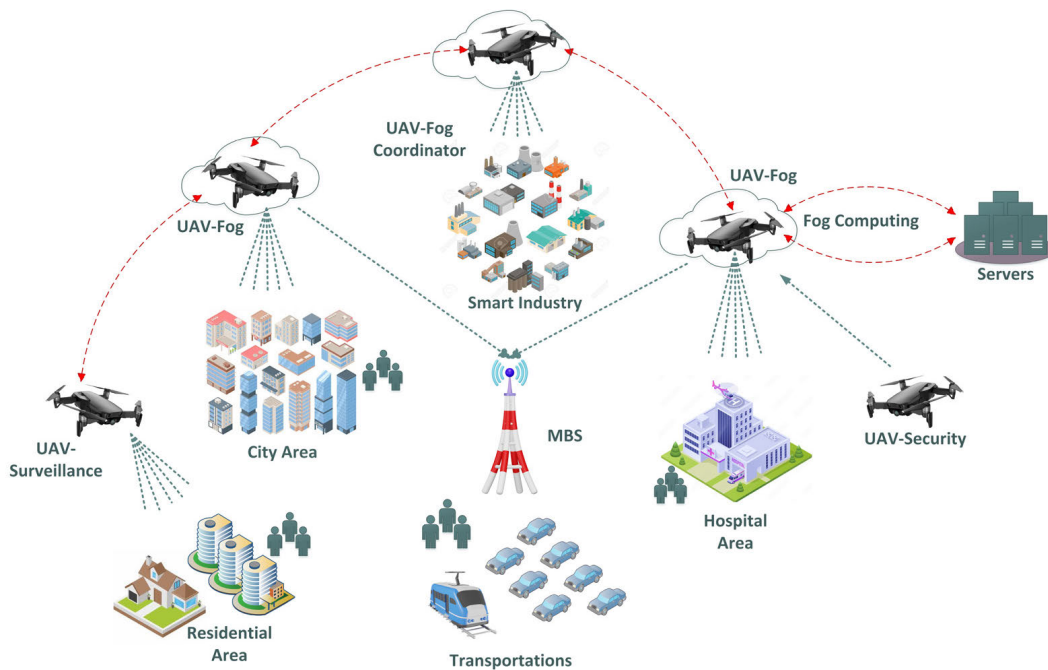 UAV-Fog
Coordinator
UAV-Fog
UAV-Fog
Fog Computing
Servers
Smart Industry
UAV-
Surveillance
City Area
MBS
UAV-Security
Hospital
Area
Residential
Area
Transportations